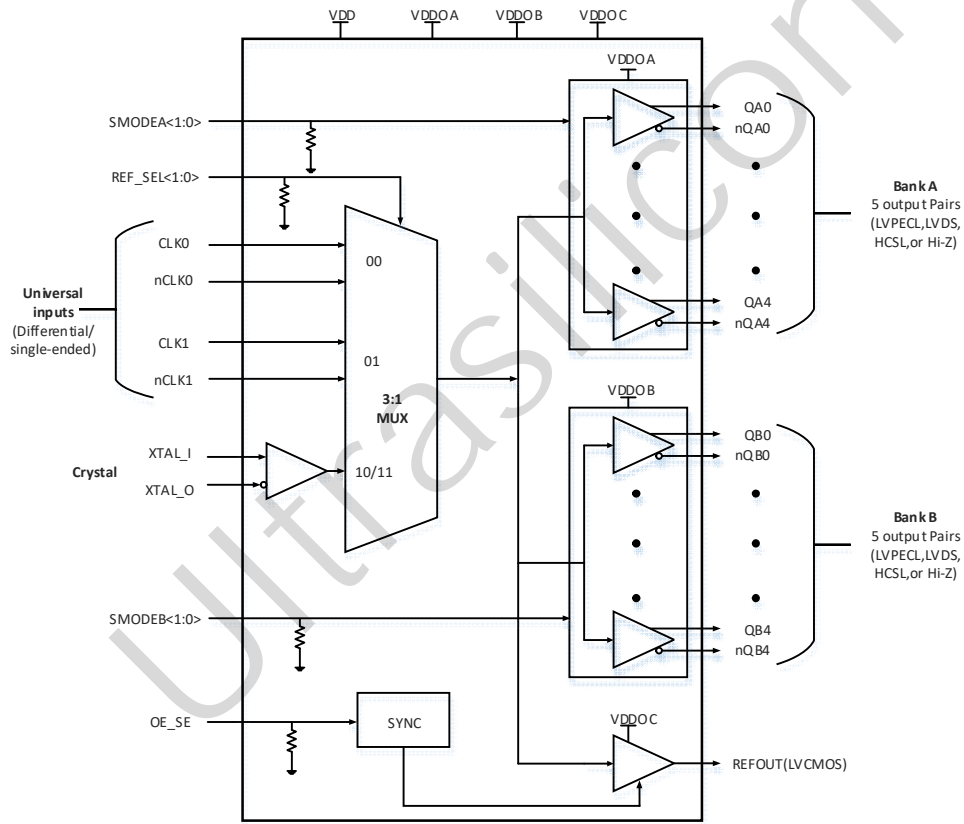 VDD
VDDOA
VDDOB
VDDOC
VDDOA
SMODEA<1:0>
QA0
nQA0
REF_SEL<1:0>
Bank A
5 output Pairs
(LVPECL,LVDS,
HCSL,or Hi-Z)
CLK0
00
nCLK0
Universal
inputs
(Differential/
single-ended)
QA4
nQA4
CLK1
01
nCLK1
3:1
MUX
VDDOB
QB0
nQB0
Crystal
XTAL_I
XTAL_O
10/11
Bank B
5 output Pairs
(LVPECL,LVDS,
HCSL,or Hi-Z)
SMODEB<1:0>
QB4
nQB4
OE_SE
SYNC
VDDOC
REFOUT(LVCMOS)
Ultrasilicon